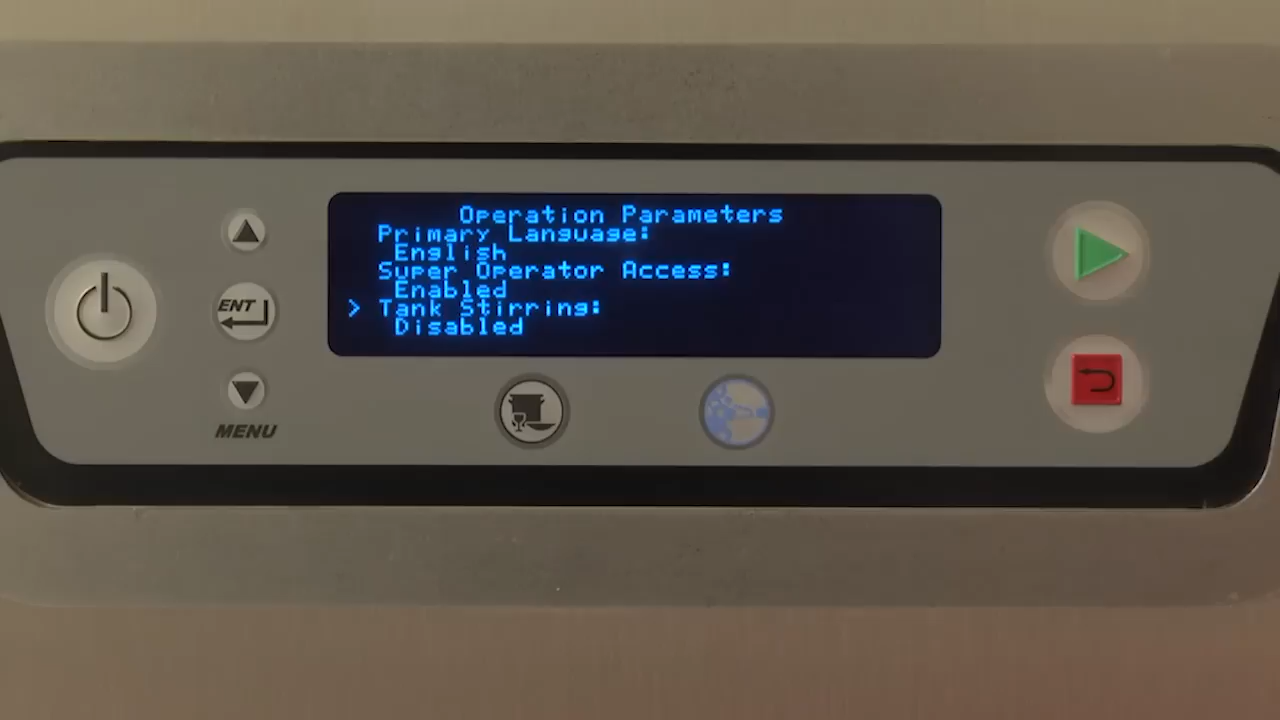 Operation Parameters
Primary Language:
English
Super Operator Access:
Enabled
> Tank Stirring:
Disabled
ENT
MENU